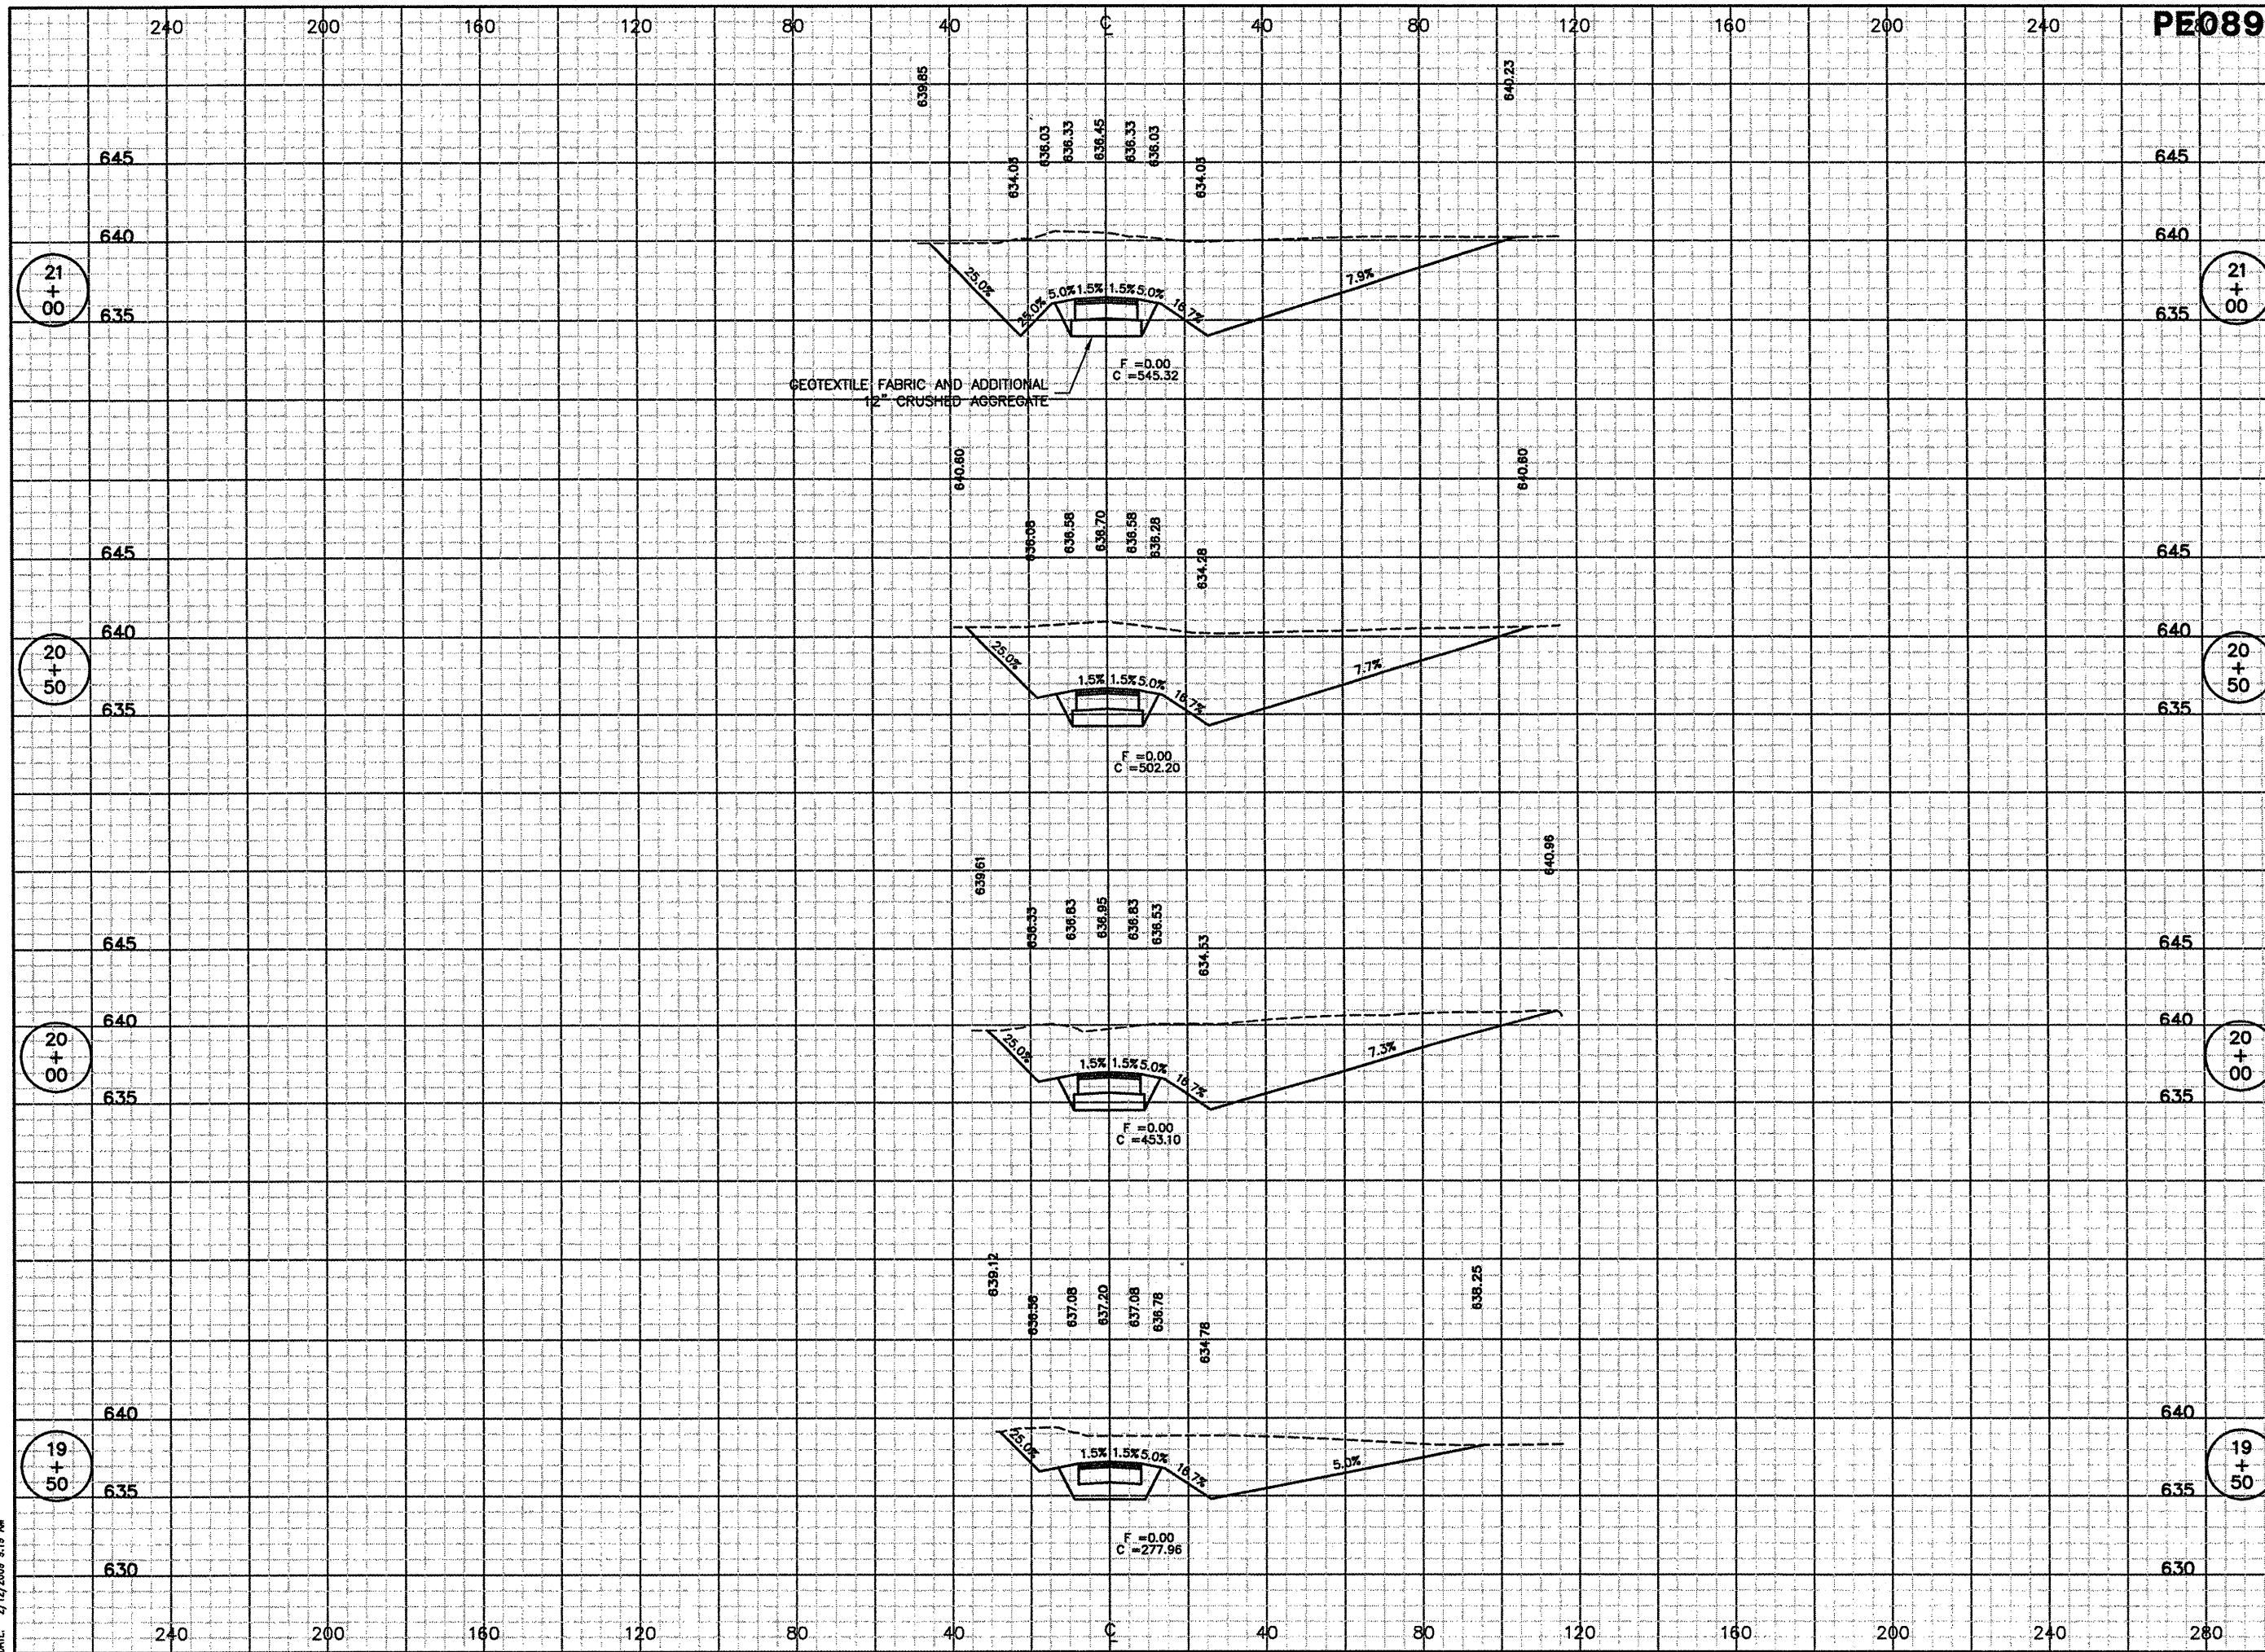 240 200 160 120 80 40 ℄ 40 80 120 160 200 240
PE089
639.85 640.23
636.03 636.33 636.45 636.33 636.03
634.03 634.03
645 645
640 640
21 + 00
25.0% 25.0% 5.0% 1.5% 1.5% 5.0% 16.7% 7.9%
21 + 00
635 635
F =0.00
C =545.32
GEOTEXTILE FABRIC AND ADDITIONAL
12" CRUSHED AGGREGATE
640.60 640.60
636.08 636.58 636.70 636.58 636.28
634.28
645 645
640 640
20 + 50
25.0% 1.5% 1.5% 5.0% 16.7% 7.7%
20 + 50
635 635
F =0.00
C =502.20
639.61 640.96
636.33 636.83 636.95 636.83 636.53
634.53
645 645
640 640
20 + 00
25.0% 1.5% 1.5% 5.0% 16.7% 7.3%
20 + 00
635 635
F =0.00
C =453.10
639.12 638.25
637.08 637.20 637.08 636.78
634.78
640 640
19 + 50
25.0% 1.5% 1.5% 5.0% 16.7% 5.0%
19 + 50
635 635
F =0.00
C =277.96
630 630
240 200 160 120 80 40 ℄ 40 80 120 160 200 240 280